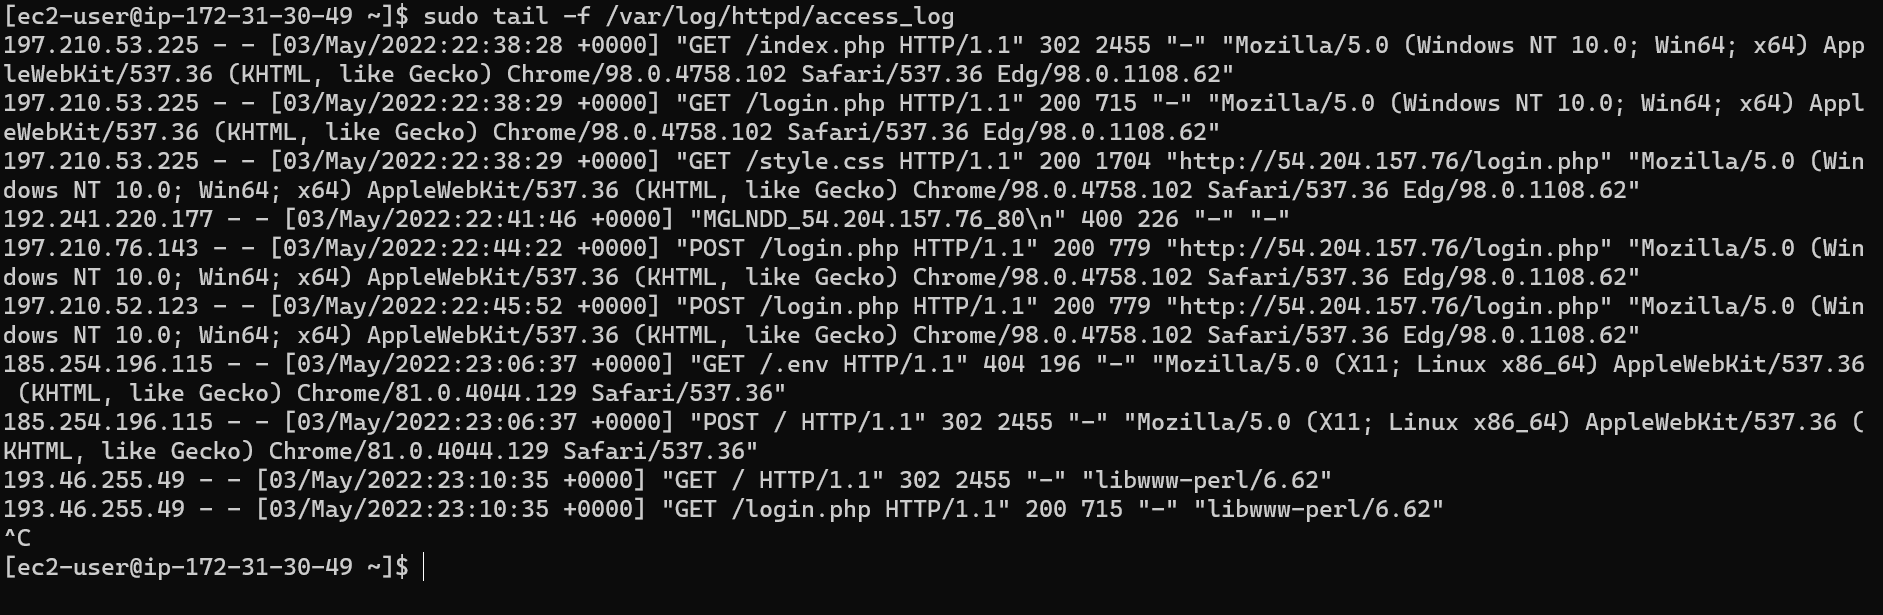 [ec2-user@ip-172-31-30-49 ~]$ sudo tail -f /var/log/httpd/access_log
197.210.53.225 - - [03/May/2022:22:38:28 +0000] "GET /index.php HTTP/1.1" 302 2455 "-" "Mozilla/5.0 (Windows NT 10.0; Win64; x64) App
leWebKit/537.36 (KHTML, like Gecko) Chrome/98.0.4758.102 Safari/537.36 Edg/98.0.1108.62"
197.210.53.225 - - [03/May/2022:22:38:29 +0000] "GET /login.php HTTP/1.1" 200 715 "-" "Mozilla/5.0 (Windows NT 10.0; Win64; x64) Appl
eWebKit/537.36 (KHTML, like Gecko) Chrome/98.0.4758.102 Safari/537.36 Edg/98.0.1108.62"
197.210.53.225 - - [03/May/2022:22:38:29 +0000] "GET /style.css HTTP/1.1" 200 1704 "http://54.204.157.76/login.php" "Mozilla/5.0 (Win
dows NT 10.0; Win64; x64) AppleWebKit/537.36 (KHTML, like Gecko) Chrome/98.0.4758.102 Safari/537.36 Edg/98.0.1108.62"
192.241.220.177 - - [03/May/2022:22:41:46 +0000] "MGLNDD_54.204.157.76_80\n" 400 226 "-" "-"
197.210.76.143 - - [03/May/2022:22:44:22 +0000] "POST /login.php HTTP/1.1" 200 779 "http://54.204.157.76/login.php" "Mozilla/5.0 (Win
dows NT 10.0; Win64; x64) AppleWebKit/537.36 (KHTML, like Gecko) Chrome/98.0.4758.102 Safari/537.36 Edg/98.0.1108.62"
197.210.52.123 - - [03/May/2022:22:45:52 +0000] "POST /login.php HTTP/1.1" 200 779 "http://54.204.157.76/login.php" "Mozilla/5.0 (Win
dows NT 10.0; Win64; x64) AppleWebKit/537.36 (KHTML, like Gecko) Chrome/98.0.4758.102 Safari/537.36 Edg/98.0.1108.62"
185.254.196.115 - - [03/May/2022:23:06:37 +0000] "GET /.env HTTP/1.1" 404 196 "-" "Mozilla/5.0 (X11; Linux x86_64) AppleWebKit/537.36
 (KHTML, like Gecko) Chrome/81.0.4044.129 Safari/537.36"
185.254.196.115 - - [03/May/2022:23:06:37 +0000] "POST / HTTP/1.1" 302 2455 "-" "Mozilla/5.0 (X11; Linux x86_64) AppleWebKit/537.36 (
KHTML, like Gecko) Chrome/81.0.4044.129 Safari/537.36"
193.46.255.49 - - [03/May/2022:23:10:35 +0000] "GET / HTTP/1.1" 302 2455 "-" "libwww-perl/6.62"
193.46.255.49 - - [03/May/2022:23:10:35 +0000] "GET /login.php HTTP/1.1" 200 715 "-" "libwww-perl/6.62"
^C
[ec2-user@ip-172-31-30-49 ~]$